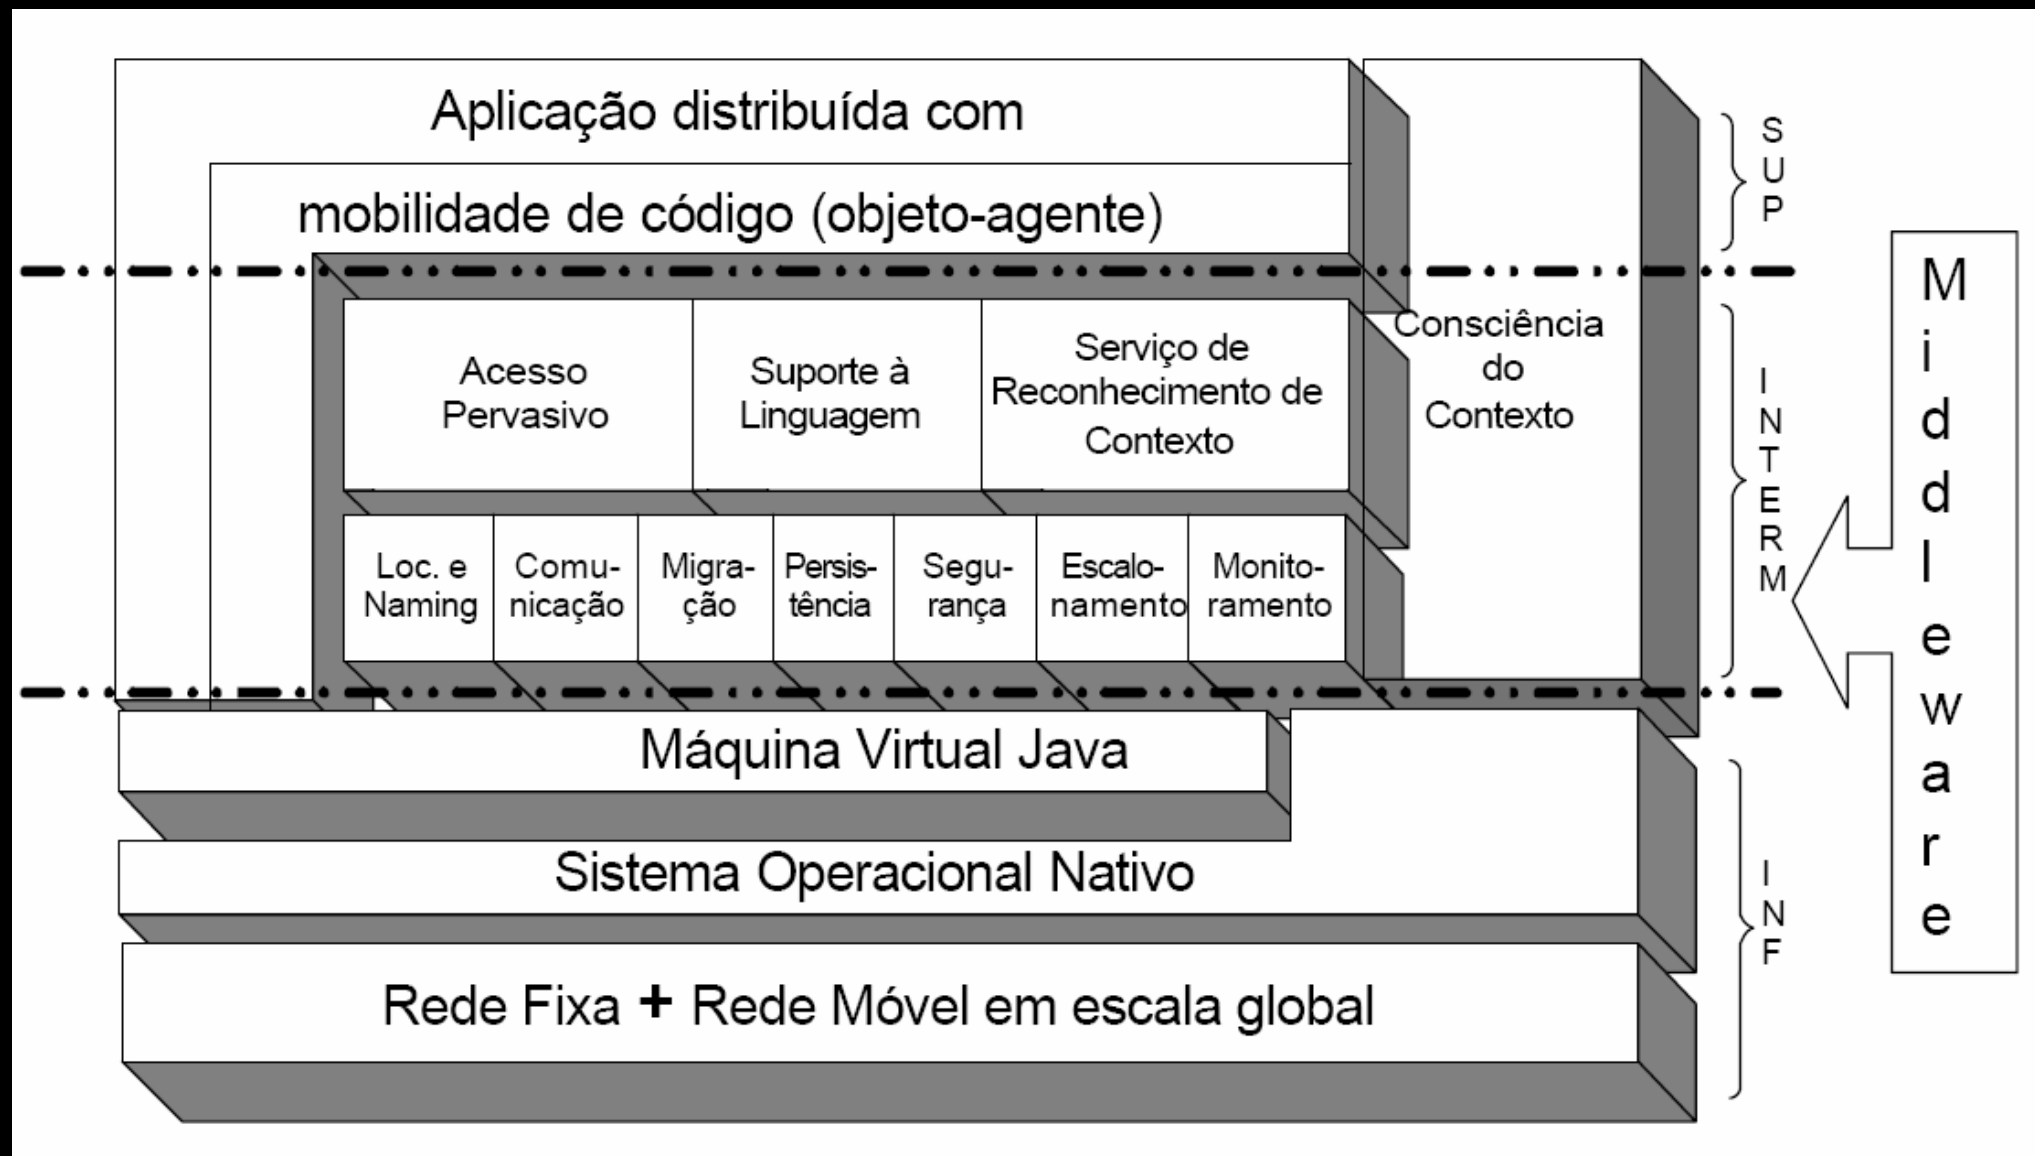 Aplicação distribuída com
mobilidade de código (objeto-agente)
S
U
P
Acesso
Pervasivo
Suporte à
Linguagem
Serviço de
Reconhecimento de
Contexto
Consciência
do
Contexto
I
N
T
E
R
M
Loc. e
Naming
Comu-
nicação
Migra-
ção
Persis-
tência
Segu-
rança
Escalo-
namento
Monito-
ramento
Máquina Virtual Java
Sistema Operacional Nativo
Rede Fixa + Rede Móvel em escala global
I
N
F
M
i
d
d
l
e
w
a
r
e